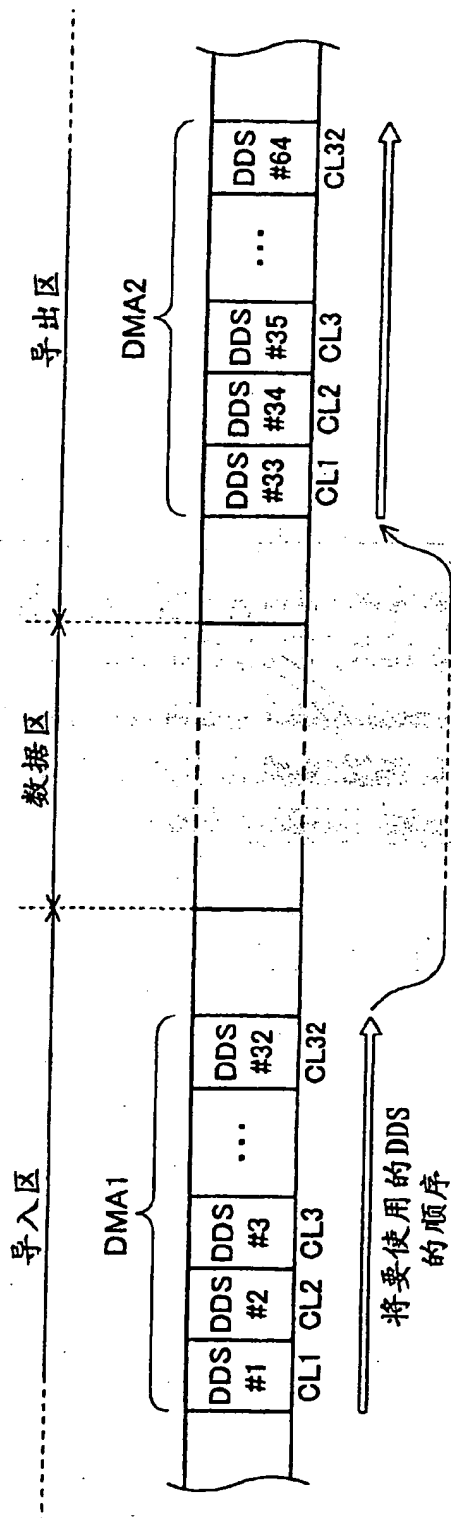 导入区
数据区
导出区
DMA1
DMA2
DDS
#1
DDS
#2
DDS
#3
...
DDS
#32
DDS
#33
DDS
#34
DDS
#35
...
DDS
#64
CL1
CL2
CL3
CL32
CL1
CL2
CL3
CL32
将要使用的DDS
的顺序